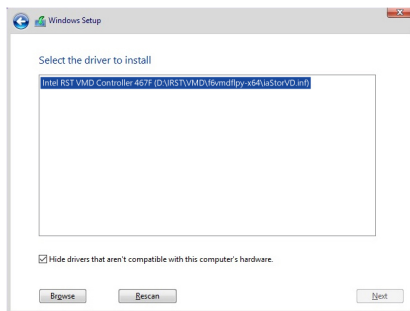 Windows Setup
Select the driver to install
Intel RST VMD Controller 467F (D:\IRST\VMD\f6vmdflpy-x64\iaStorVD.inf)
Hide drivers that aren't compatible with this computer's hardware.
Browse
Rescan
Next